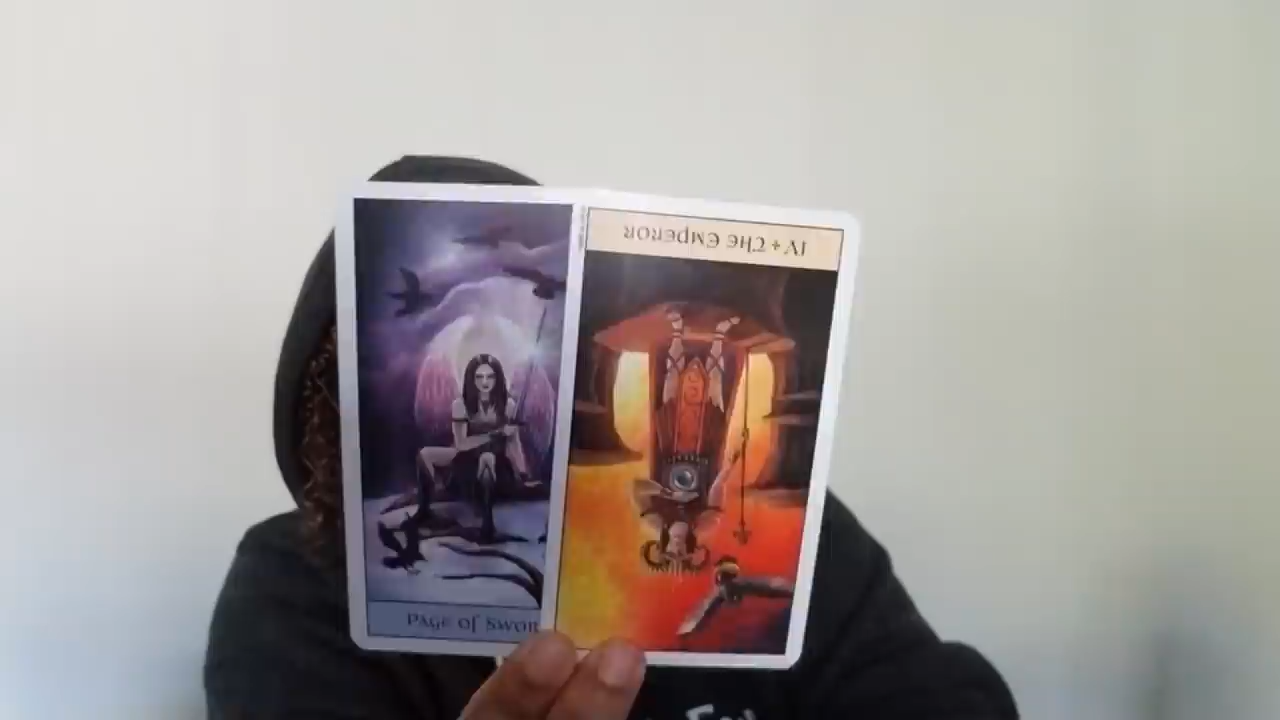 IV + The Emperor
Page of Swor